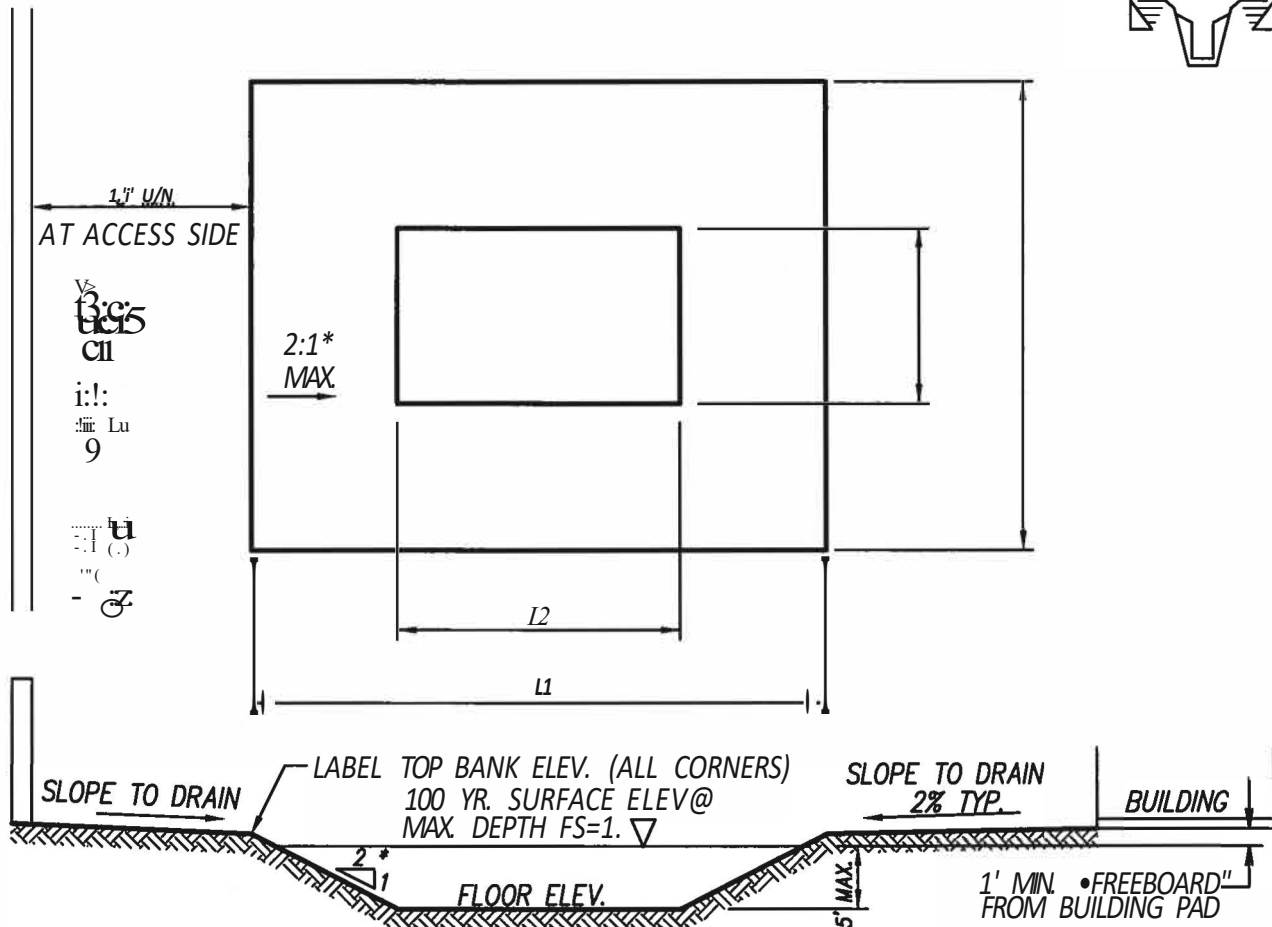 U/N
AT ACCESS SIDE
2:1*
MAX.
L2
L1
LABEL TOP BANK ELEV. (ALL CORNERS)
100 YR. SURFACE ELEV@
MAX. DEPTH FS=1.
SLOPE TO DRAIN
SLOPE TO DRAIN
2% TYP.
BUILDING
2 *
1
FLOOR ELEV.
5' MAX.
1' MIN. •FREEBOARD"
FROM BUILDING PAD